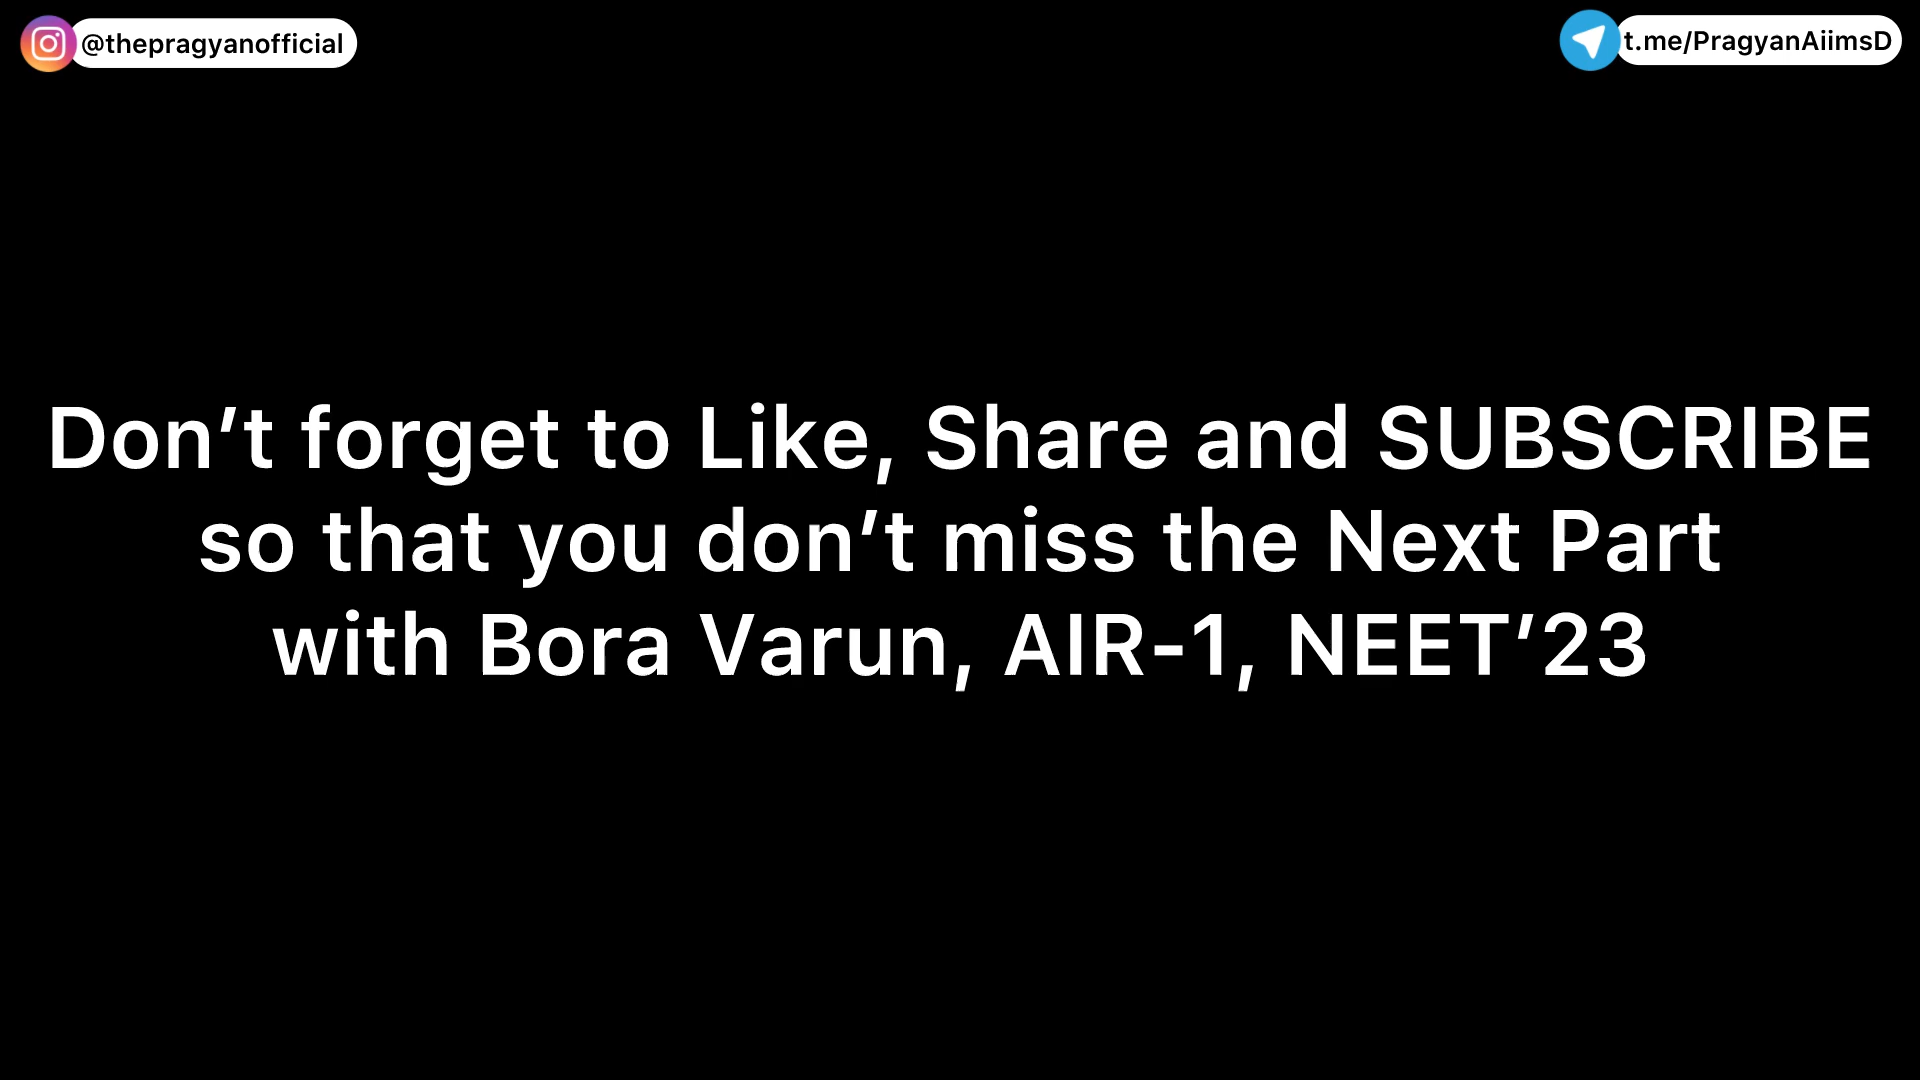 @thepragyanofficial
t.me/PragyanAiimsD
Don’t forget to Like, Share and SUBSCRIBE
so that you don’t miss the Next Part
with Bora Varun, AIR-1, NEET’23